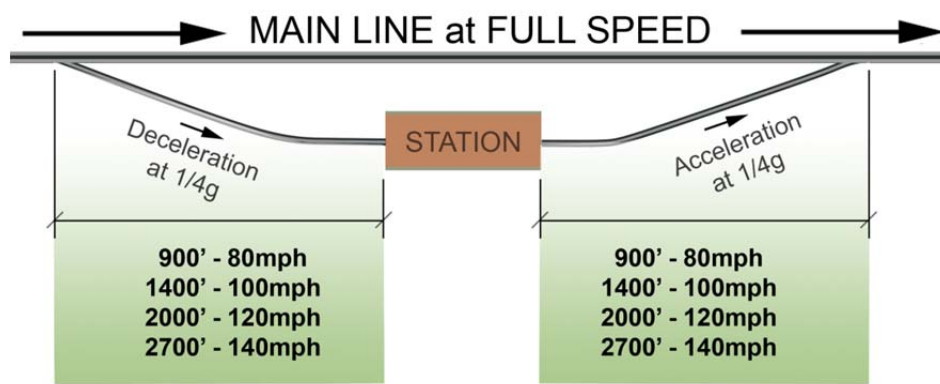 MAIN LINE at FULL SPEED
Deceleration
at 1/4g
STATION
Acceleration
at 1/4g
900’ - 80mph
1400’ - 100mph
2000’ - 120mph
2700’ - 140mph
900’ - 80mph
1400’ - 100mph
2000’ - 120mph
2700’ - 140mph